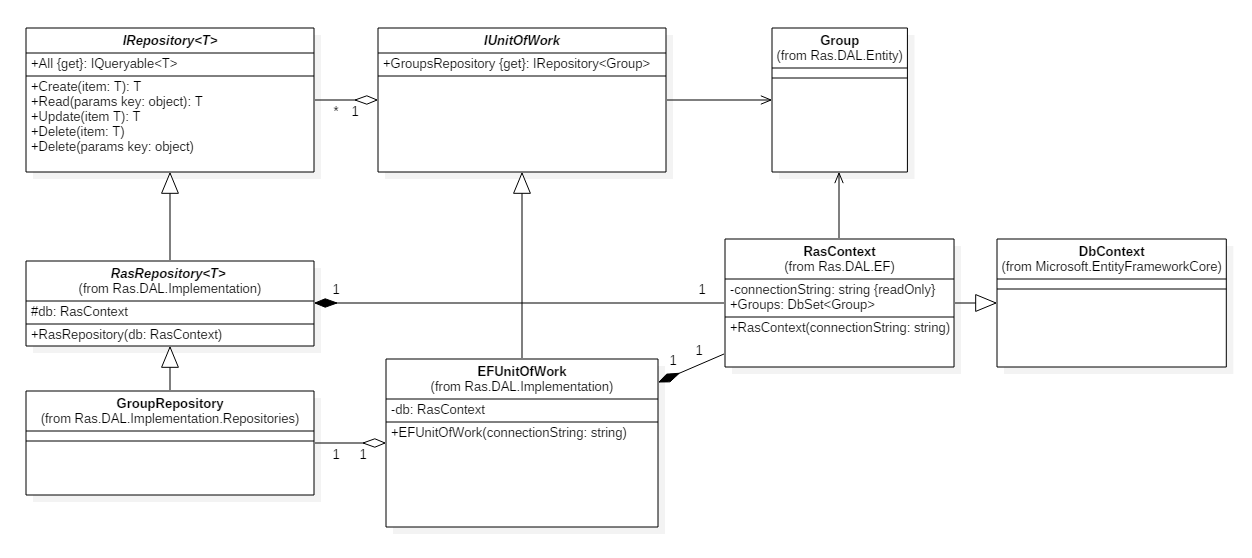 IRepository<T>
+All {get}: IQueryable<T>
+Create(item: T): T
+Read(params key: object): T
+Update(item T): T
+Delete(item: T)
+Delete(params key: object)
* 1
IUnitOfWork
+GroupsRepository {get}: IRepository<Group>
Group
(from Ras.DAL.Entity)
RasRepository<T>
(from Ras.DAL.Implementation)
#db: RasContext
+RasRepository(db: RasContext)
1 1
RasContext
(from Ras.DAL.EF)
-connectionString: string {readOnly}
+Groups: DbSet<Group>
+RasContext(connectionString: string)
DbContext
(from Microsoft.EntityFrameworkCore)
GroupRepository
(from Ras.DAL.Implementation.Repositories)
1 1
EFUnitOfWork
(from Ras.DAL.Implementation)
-db: RasContext
+EFUnitOfWork(connectionString: string)
1 1